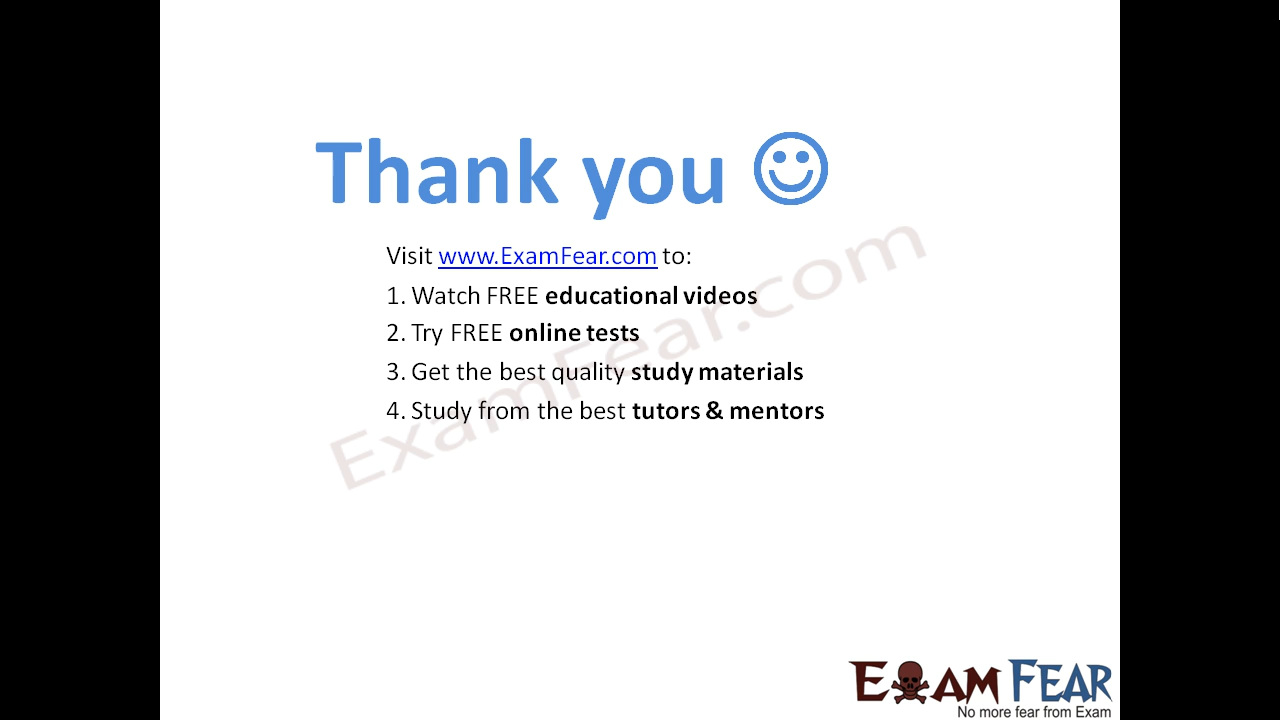 Thank you
Visit www.ExamFear.com to:
1. Watch FREE educational videos
2. Try FREE online tests
3. Get the best quality study materials
4. Study from the best tutors & mentors
ExamFear.com
EXAM FEAR
No more fear from Exam